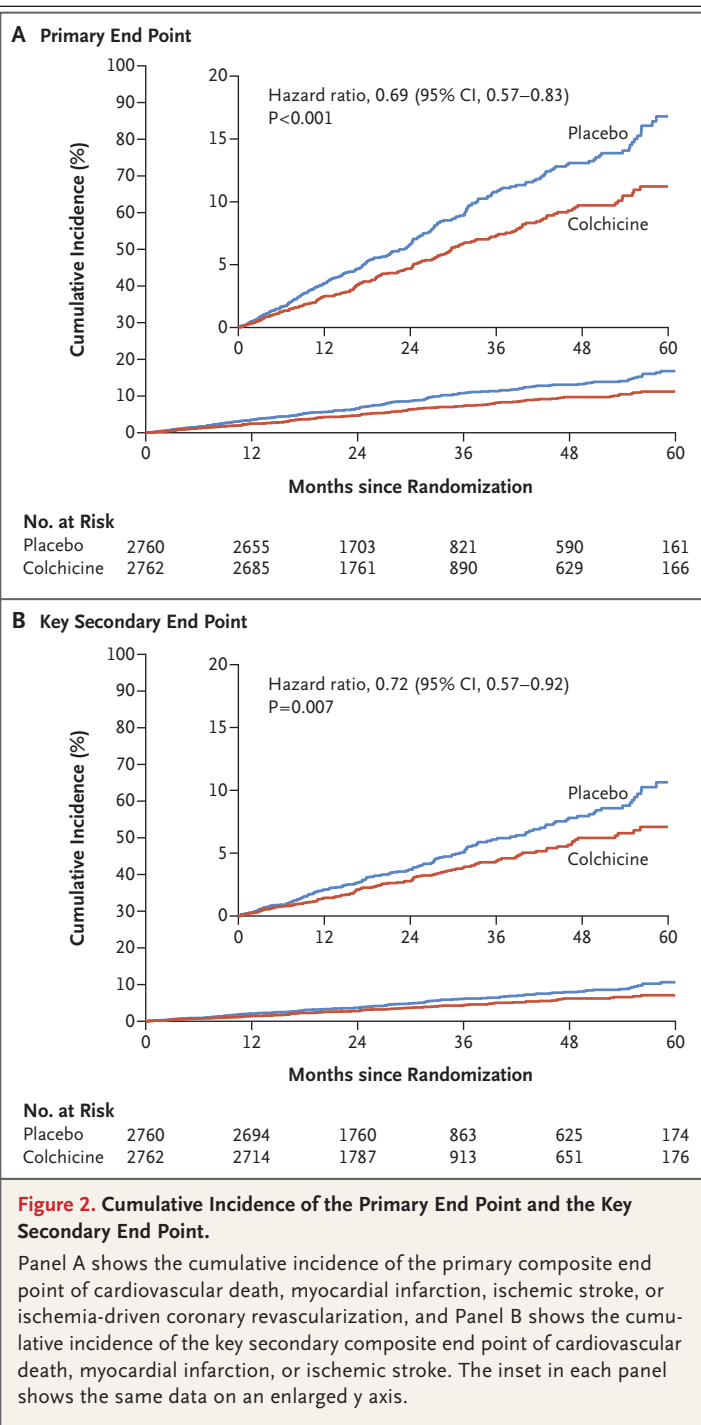 A Primary End Point
Cumulative Incidence (%)
100
90
80
70
60
50
40
30
20
10
0
20
15
10
5
0
Hazard ratio, 0.69 (95% CI, 0.57–0.83)
P<0.001
Placebo
Colchicine
0 12 24 36 48 60
0 12 24 36 48 60
Months since Randomization
No. at Risk
Placebo 2760 2655 1703 821 590 161
Colchicine 2762 2685 1761 890 629 166
B Key Secondary End Point
Cumulative Incidence (%)
100
90
80
70
60
50
40
30
20
10
0
20
15
10
5
0
Hazard ratio, 0.72 (95% CI, 0.57–0.92)
P=0.007
Placebo
Colchicine
0 12 24 36 48 60
0 12 24 36 48 60
Months since Randomization
No. at Risk
Placebo 2760 2694 1760 863 625 174
Colchicine 2762 2714 1787 913 651 176
Figure 2. Cumulative Incidence of the Primary End Point and the Key
Secondary End Point.
Panel A shows the cumulative incidence of the primary composite end
point of cardiovascular death, myocardial infarction, ischemic stroke, or
ischemia-driven coronary revascularization, and Panel B shows the cumu-
lative incidence of the key secondary composite end point of cardiovascular
death, myocardial infarction, or ischemic stroke. The inset in each panel
shows the same data on an enlarged y axis.